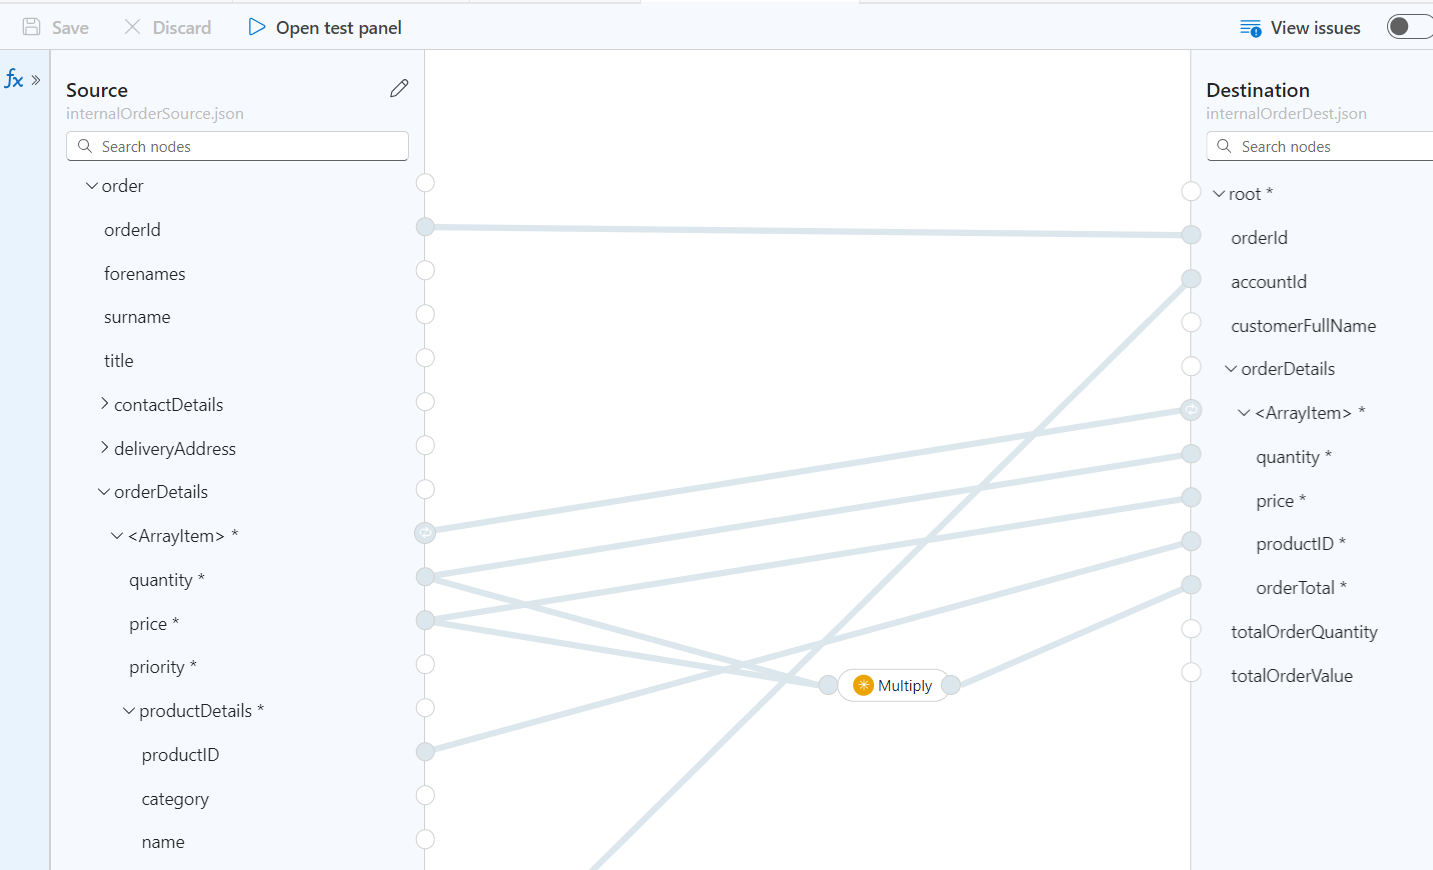 Save Discard Open test panel View issues
fx
Source
internalOrderSource.json
Search nodes
order
orderId
forenames
surname
title
contactDetails
deliveryAddress
orderDetails
<ArrayItem> *
quantity *
price *
priority *
productDetails *
productID
category
name
Multiply
Destination
internalOrderDest.json
Search nodes
root *
orderId
accountId
customerFullName
orderDetails
<ArrayItem> *
quantity *
price *
productID *
orderTotal *
totalOrderQuantity
totalOrderValue